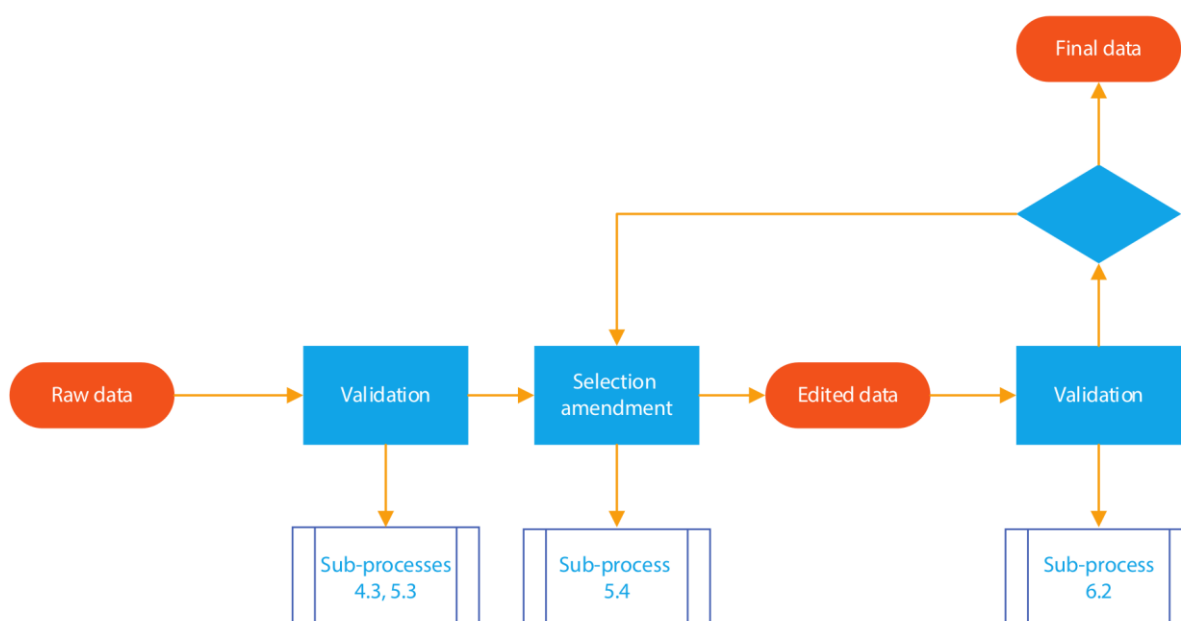 Final data
Raw data
Validation
Selection
amendment
Edited data
Validation
Sub-processes
4.3, 5.3
Sub-process
5.4
Sub-process
6.2